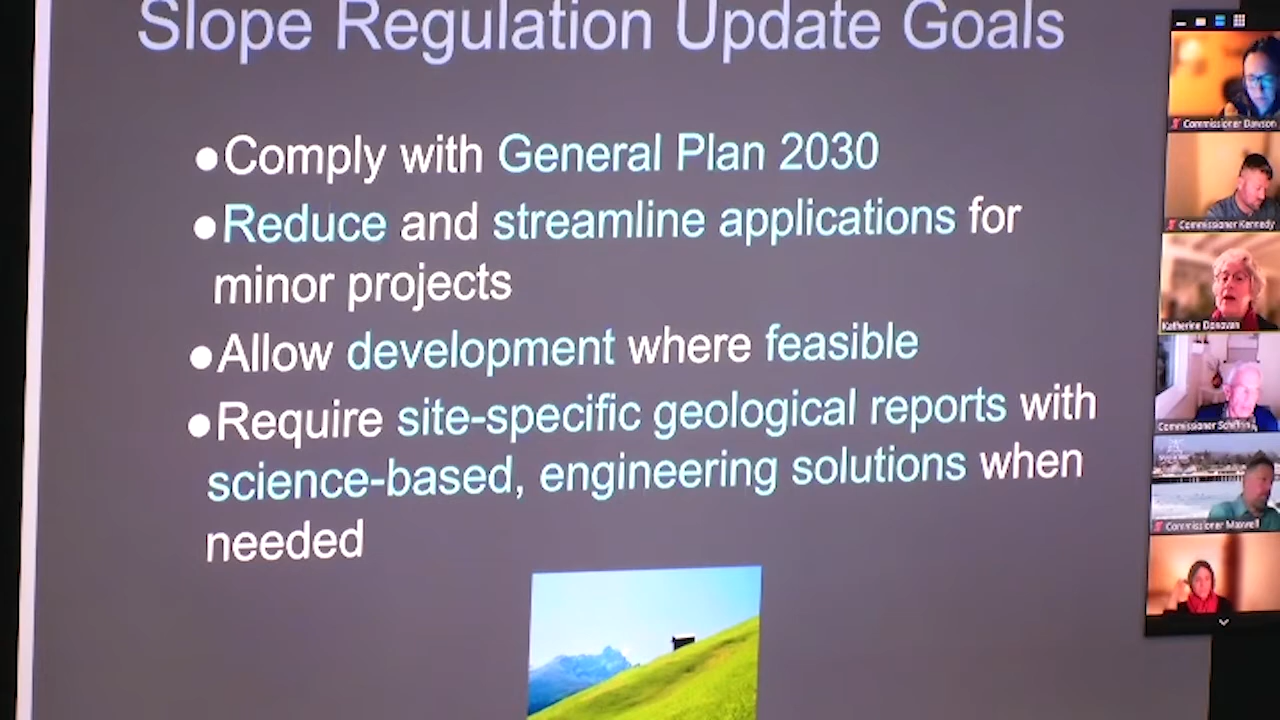 Slope Regulation Update Goals
●Comply with General Plan 2030
●Reduce and streamline applications for
minor projects
●Allow development where feasible
●Require site-specific geological reports with
science-based, engineering solutions when
needed
Commissioner Dawson
Commissioner Kennedy
Katherine Donovan
Commissioner Schiffrin
Commissioner Maxwell